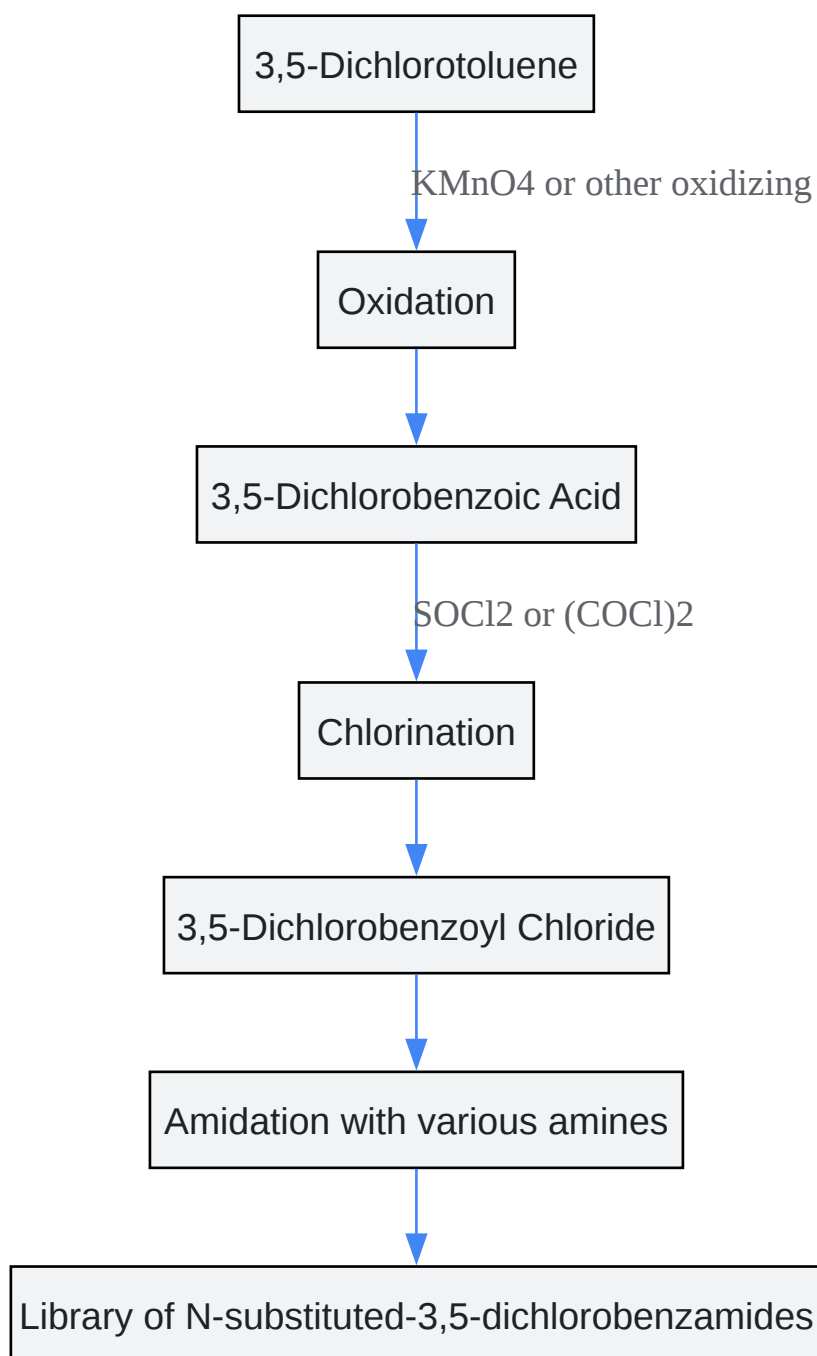 3,5-Dichlorotoluene
KMnO4 or other oxidizing
Oxidation
3,5-Dichlorobenzoic Acid
SOCl2 or (COCl)2
Chlorination
3,5-Dichlorobenzoyl Chloride
Amidation with various amines
Library of N-substituted-3,5-dichlorobenzamides